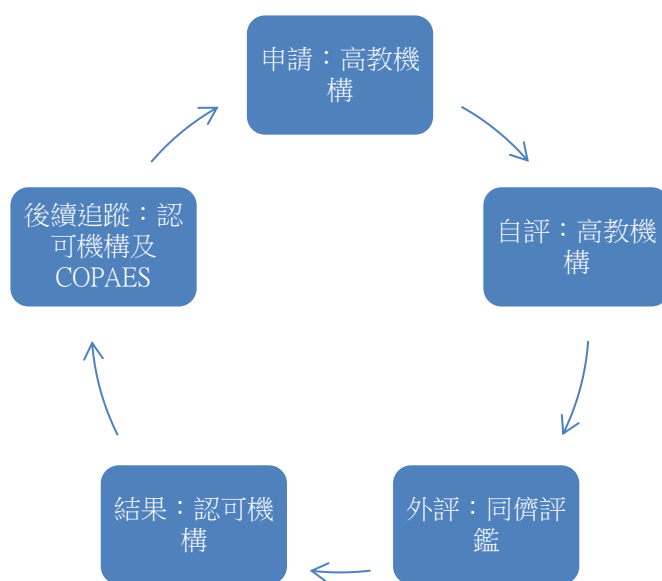 申請：高教機
構
自評：高教機
構
外評：同儕評
鑑
結果：認可機
構
後續追蹤：認
可機構及
COPAES